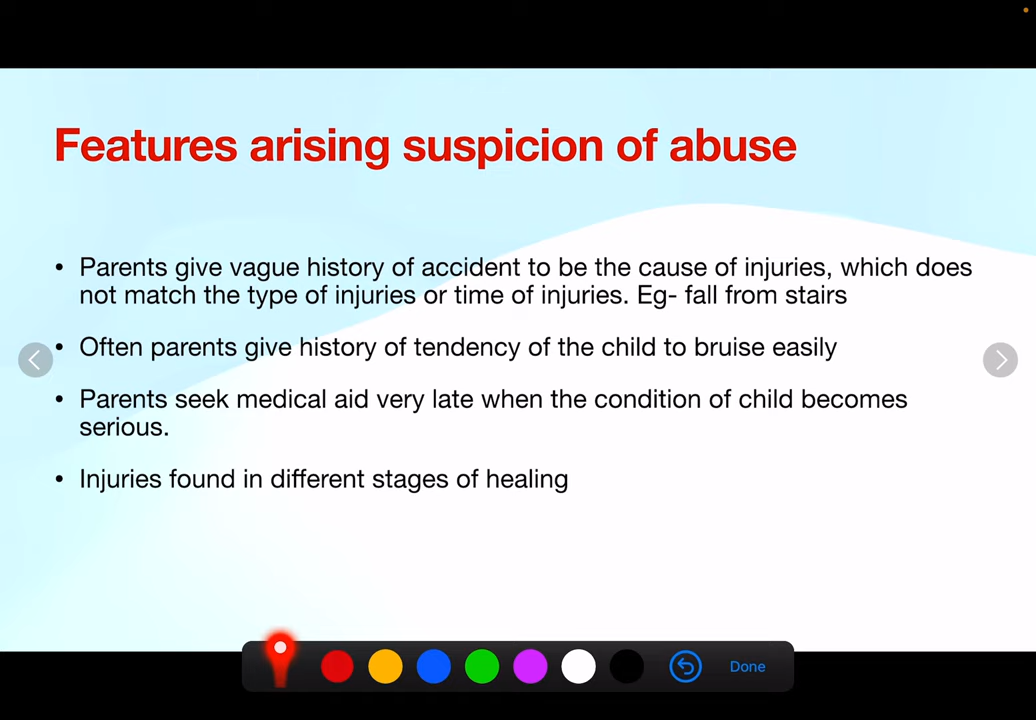 Features arising suspicion of abuse
• Parents give vague history of accident to be the cause of injuries, which does
not match the type of injuries or time of injuries. Eg- fall from stairs
• Often parents give history of tendency of the child to bruise easily
• Parents seek medical aid very late when the condition of child becomes
serious.
• Injuries found in different stages of healing
Done